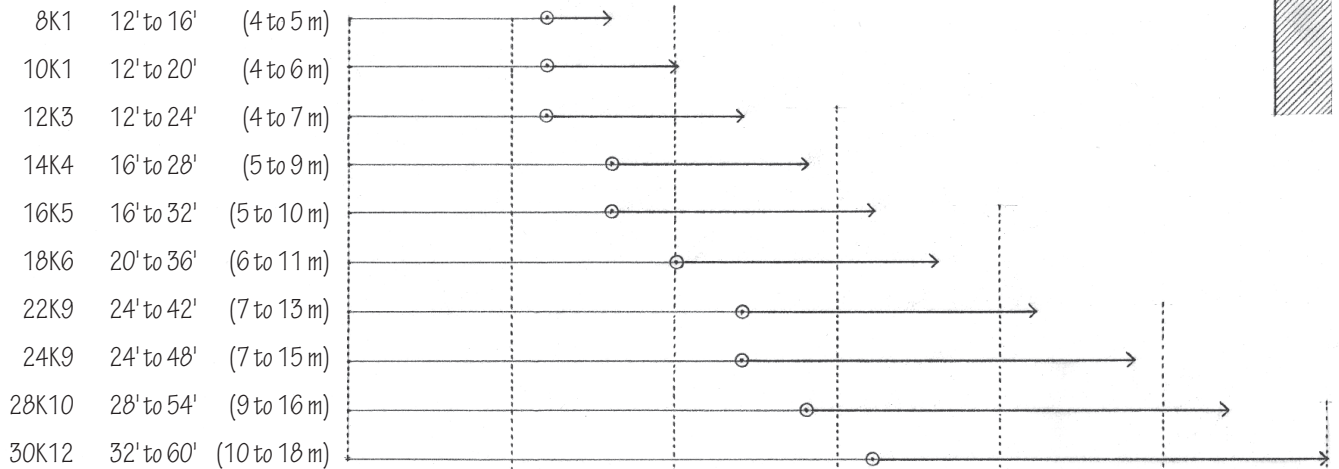 8K1 12' to 16' (4 to 5 m)
10K1 12' to 20' (4 to 6 m)
12K3 12' to 24' (4 to 7 m)
14K4 16' to 28' (5 to 9 m)
16K5 16' to 32' (5 to 10 m)
18K6 20' to 36' (6 to 11 m)
22K9 24' to 42' (7 to 13 m)
24K9 24' to 48' (7 to 15 m)
28K10 28' to 54' (9 to 16 m)
30K12 32' to 60' (10 to 18 m)